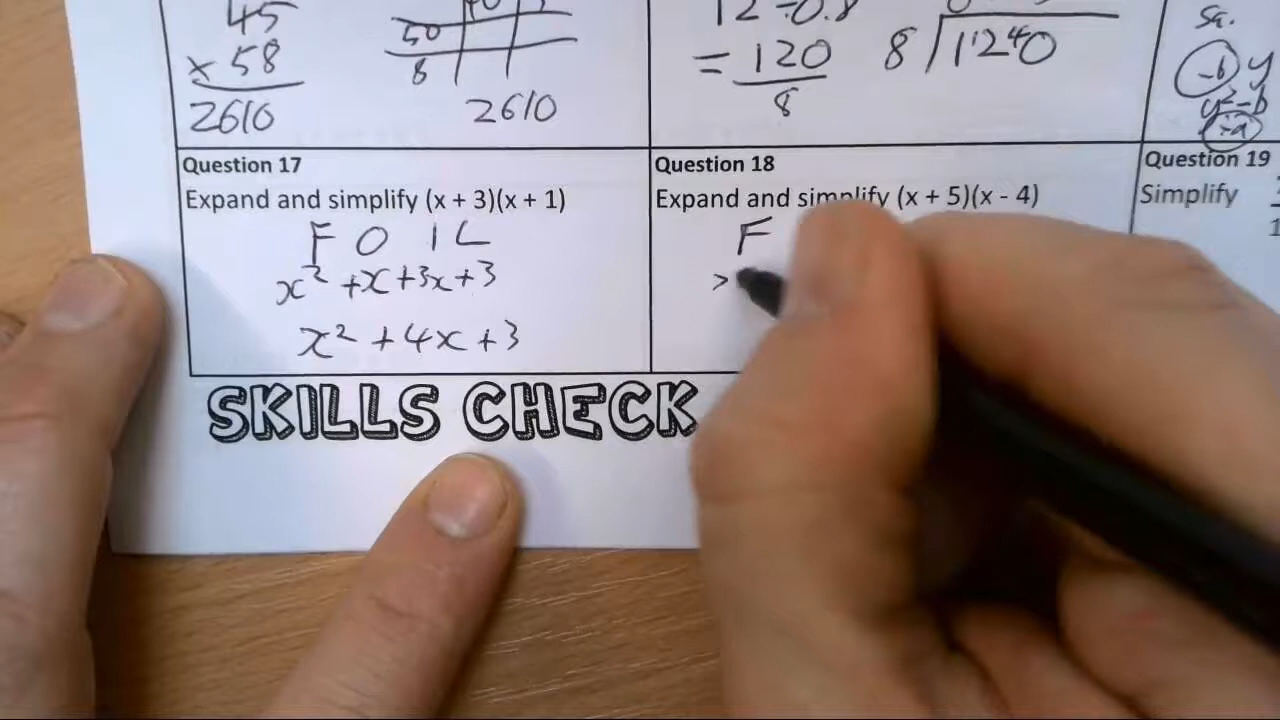 45
× 58
2610
50
8
2610
12 ÷ 0.8
= 120
8
8 1240
sa.
-b y
y² - b
÷a
Question 17
Expand and simplify (x + 3)(x + 1)
F O I L
x² + x + 3x + 3
x² + 4x + 3
Question 18
Expand and simplify (x + 5)(x - 4)
F
Question 19
Simplify
SKILLS CHECK